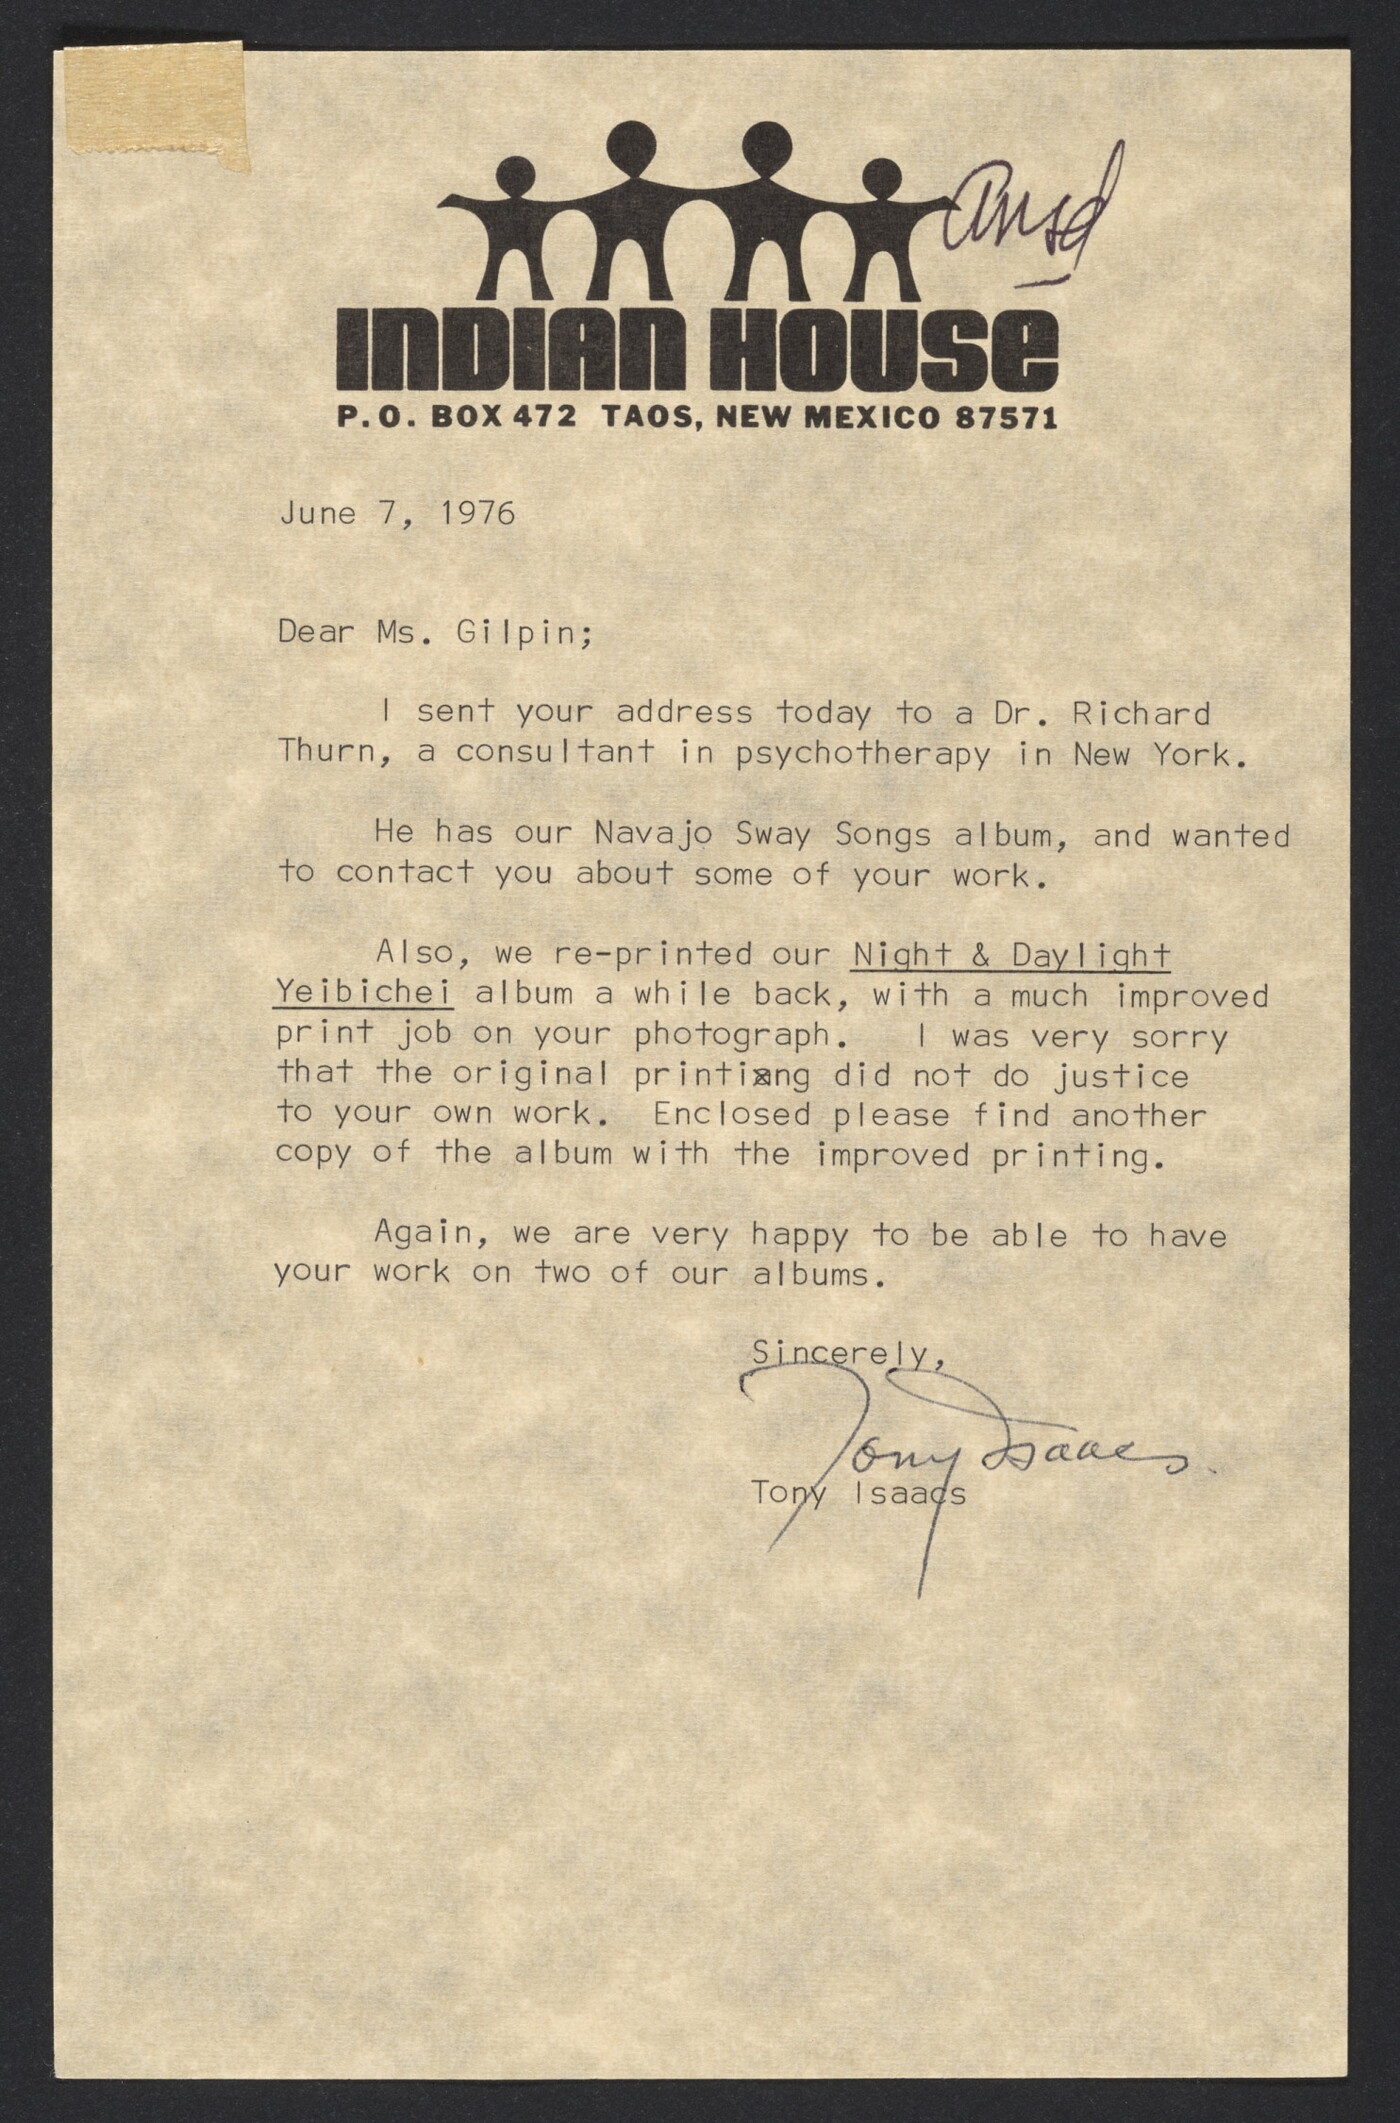 ansd
INDIAN HOUSE
P.O. BOX 472 TAOS, NEW MEXICO 87571
June 7, 1976
Dear Ms. Gilpin;
I sent your address today to a Dr. Richard
Thurn, a consultant in psychotherapy in New York.
He has our Navajo Sway Songs album, and wanted
to contact you about some of your work.
Also, we re-printed our Night & Daylight
Yeibichei album a while back, with a much improved
print job on your photograph. I was very sorry
that the original printixng did not do justice
to your own work. Enclosed please find another
copy of the album with the improved printing.
Again, we are very happy to be able to have
your work on two of our albums.
Sincerely,
Tony Isaacs
Tony Isaacs